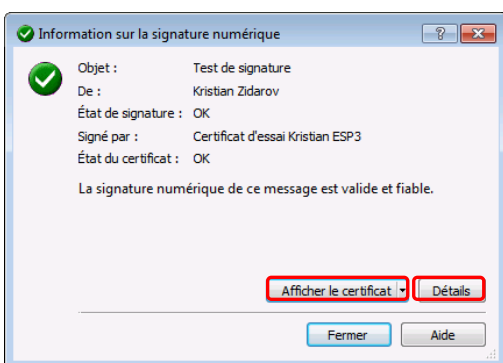 Information sur la signature numérique
Objet : Test de signature
De : Kristian Zidarov
État de signature : OK
Signé par : Certificat d'essai Kristian ESP3
État du certificat : OK
La signature numérique de ce message est valide et fiable.
Afficher le certificat Détails
Fermer Aide